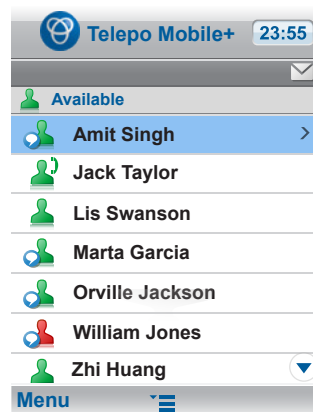 Telepo Mobile+ 23:55
Available
Amit Singh
Jack Taylor
Lis Swanson
Marta Garcia
Orville Jackson
William Jones
Zhi Huang
Menu